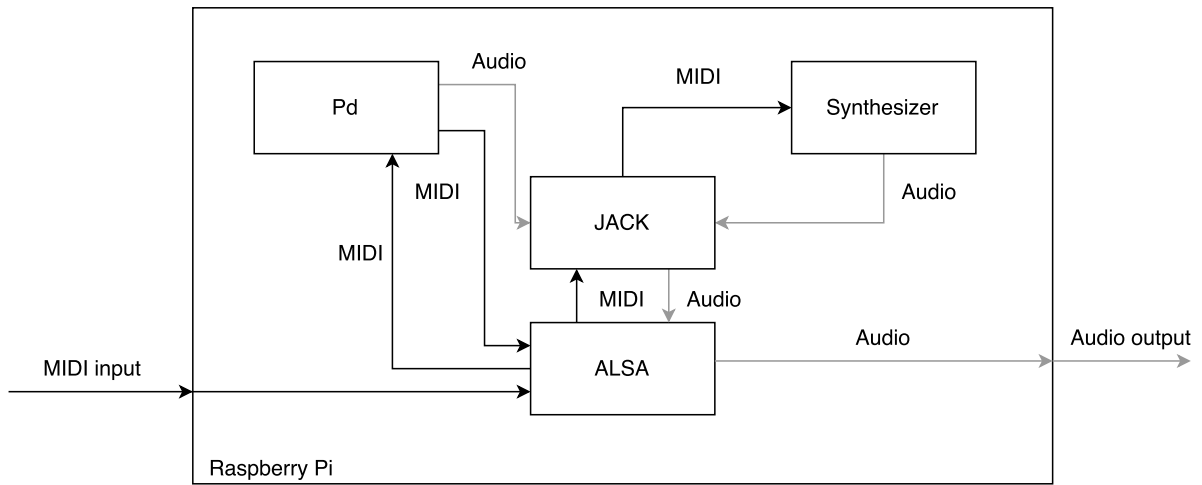 Audio
MIDI
Pd
Synthesizer
MIDI
Audio
JACK
MIDI
MIDI
Audio
Audio
Audio output
MIDI input
ALSA
Raspberry Pi